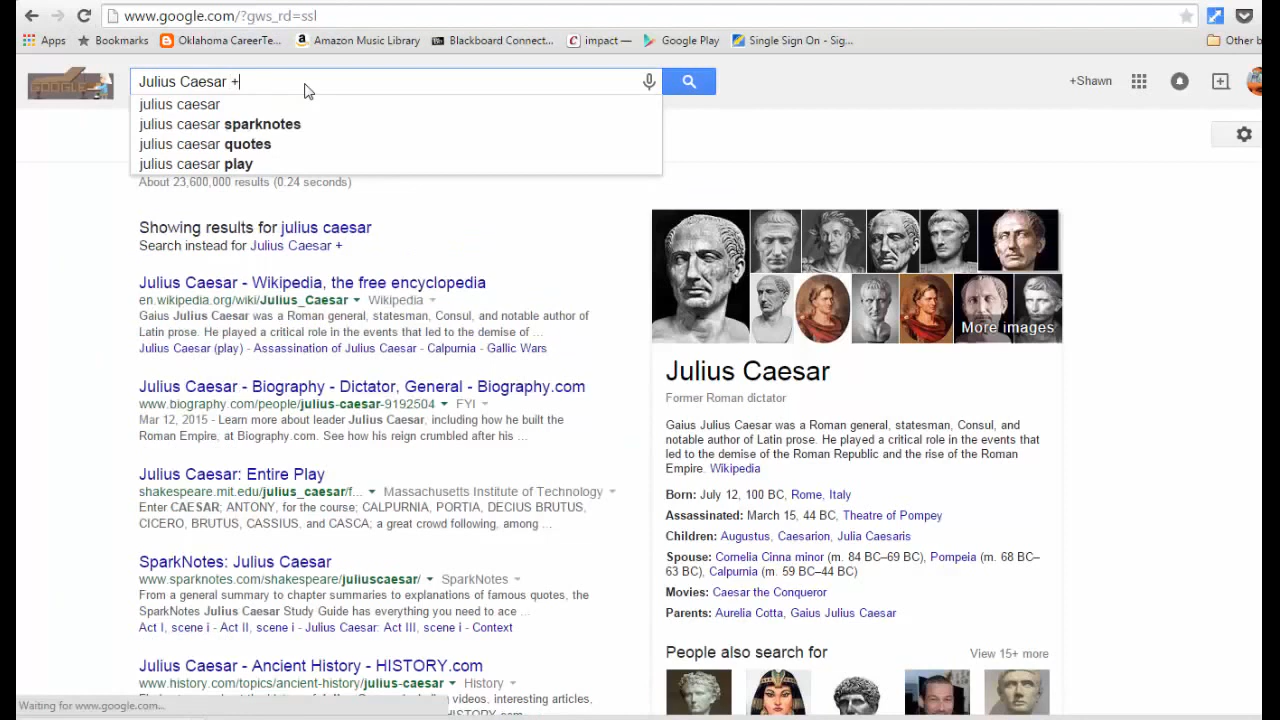 www.google.com/?gws_rd=ssl
Apps Bookmarks Oklahoma CareerTe... Amazon Music Library Blackboard Connect... impact — Google Play Single Sign On - Sig... Other b
GOOGLE
Julius Caesar +
+Shawn
julius caesar
julius caesar sparknotes
julius caesar quotes
julius caesar play
About 23,600,000 results (0.24 seconds)
Showing results for julius caesar
Search instead for Julius Caesar +
Julius Caesar - Wikipedia, the free encyclopedia
en.wikipedia.org/wiki/Julius_Caesar Wikipedia
Gaius Julius Caesar was a Roman general, statesman, Consul, and notable author of
Latin prose. He played a critical role in the events that led to the demise of ...
Julius Caesar (play) - Assassination of Julius Caesar - Calpurnia - Gallic Wars
Julius Caesar - Biography - Dictator, General - Biography.com
www.biography.com/people/julius-caesar-9192504 FYI
Mar 12, 2015 - Learn more about leader Julius Caesar, including how he built the
Roman Empire, at Biography.com. See how his reign crumbled after his ...
Julius Caesar: Entire Play
shakespeare.mit.edu/julius_caesar/f... Massachusetts Institute of Technology
Enter CAESAR; ANTONY, for the course; CALPURNIA, PORTIA, DECIUS BRUTUS,
CICERO, BRUTUS, CASSIUS, and CASCA; a great crowd following, among ...
SparkNotes: Julius Caesar
www.sparknotes.com/shakespeare/juliuscaesar/ SparkNotes
From a general summary to chapter summaries to explanations of famous quotes, the
SparkNotes Julius Caesar Study Guide has everything you need to ace ...
Act I, scene i - Act II, scene i - Julius Caesar: Act III, scene i - Context
Julius Caesar - Ancient History - HISTORY.com
www.history.com/topics/ancient-history/julius-caesar History
videos, interesting articles,
HISTORY.com
Waiting for www.google.com...
More images
Julius Caesar
Former Roman dictator
Gaius Julius Caesar was a Roman general, statesman, Consul, and
notable author of Latin prose. He played a critical role in the events that
led to the demise of the Roman Republic and the rise of the Roman
Empire. Wikipedia
Born: July 12, 100 BC, Rome, Italy
Assassinated: March 15, 44 BC, Theatre of Pompey
Children: Augustus, Caesarion, Julia Caesaris
Spouse: Cornelia Cinna minor (m. 84 BC–69 BC), Pompeia (m. 68 BC–
63 BC), Calpurnia (m. 59 BC–44 BC)
Movies: Caesar the Conqueror
Parents: Aurelia Cotta, Gaius Julius Caesar
People also search for View 15+ more